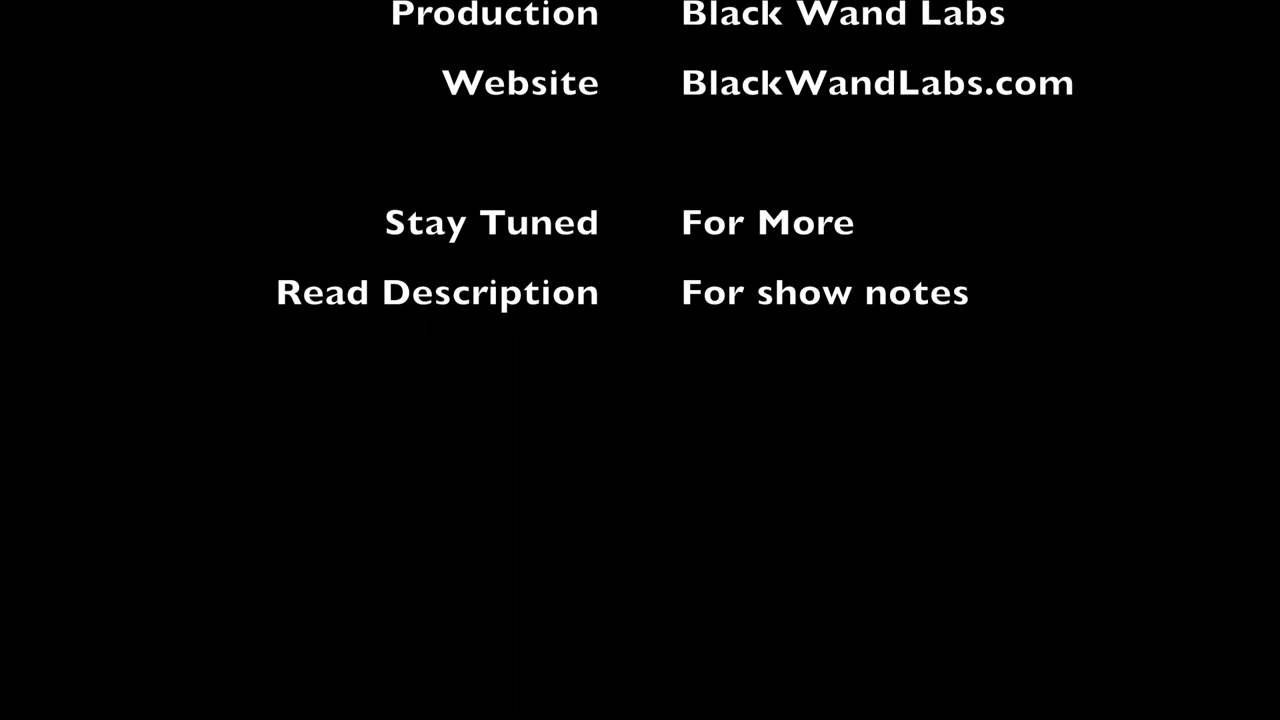 Production Black Wand Labs
Website BlackWandLabs.com
Stay Tuned For More
Read Description For show notes